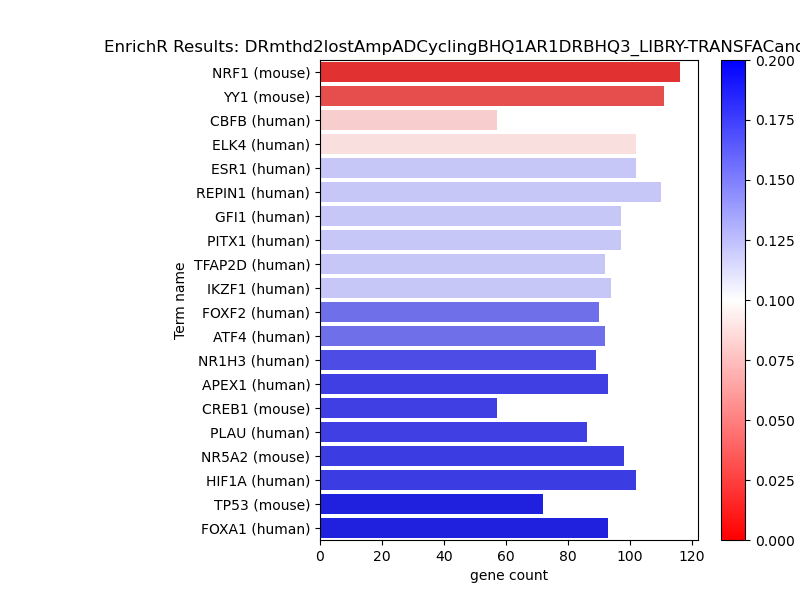 EnrichR Results: DRmthd2lostAmpADCyclingBHQ1AR1DRBHQ3_LIBRY-TRANSFACand
NRF1 (mouse)
YY1 (mouse)
CBFB (human)
ELK4 (human)
ESR1 (human)
REPIN1 (human)
GFI1 (human)
PITX1 (human)
TFAP2D (human)
IKZF1 (human)
FOXF2 (human)
ATF4 (human)
NR1H3 (human)
APEX1 (human)
CREB1 (mouse)
PLAU (human)
NR5A2 (mouse)
HIF1A (human)
TP53 (mouse)
FOXA1 (human)
Term name
0 20 40 60 80 100 120
gene count
0.200
0.175
0.150
0.125
0.100
0.075
0.050
0.025
0.000